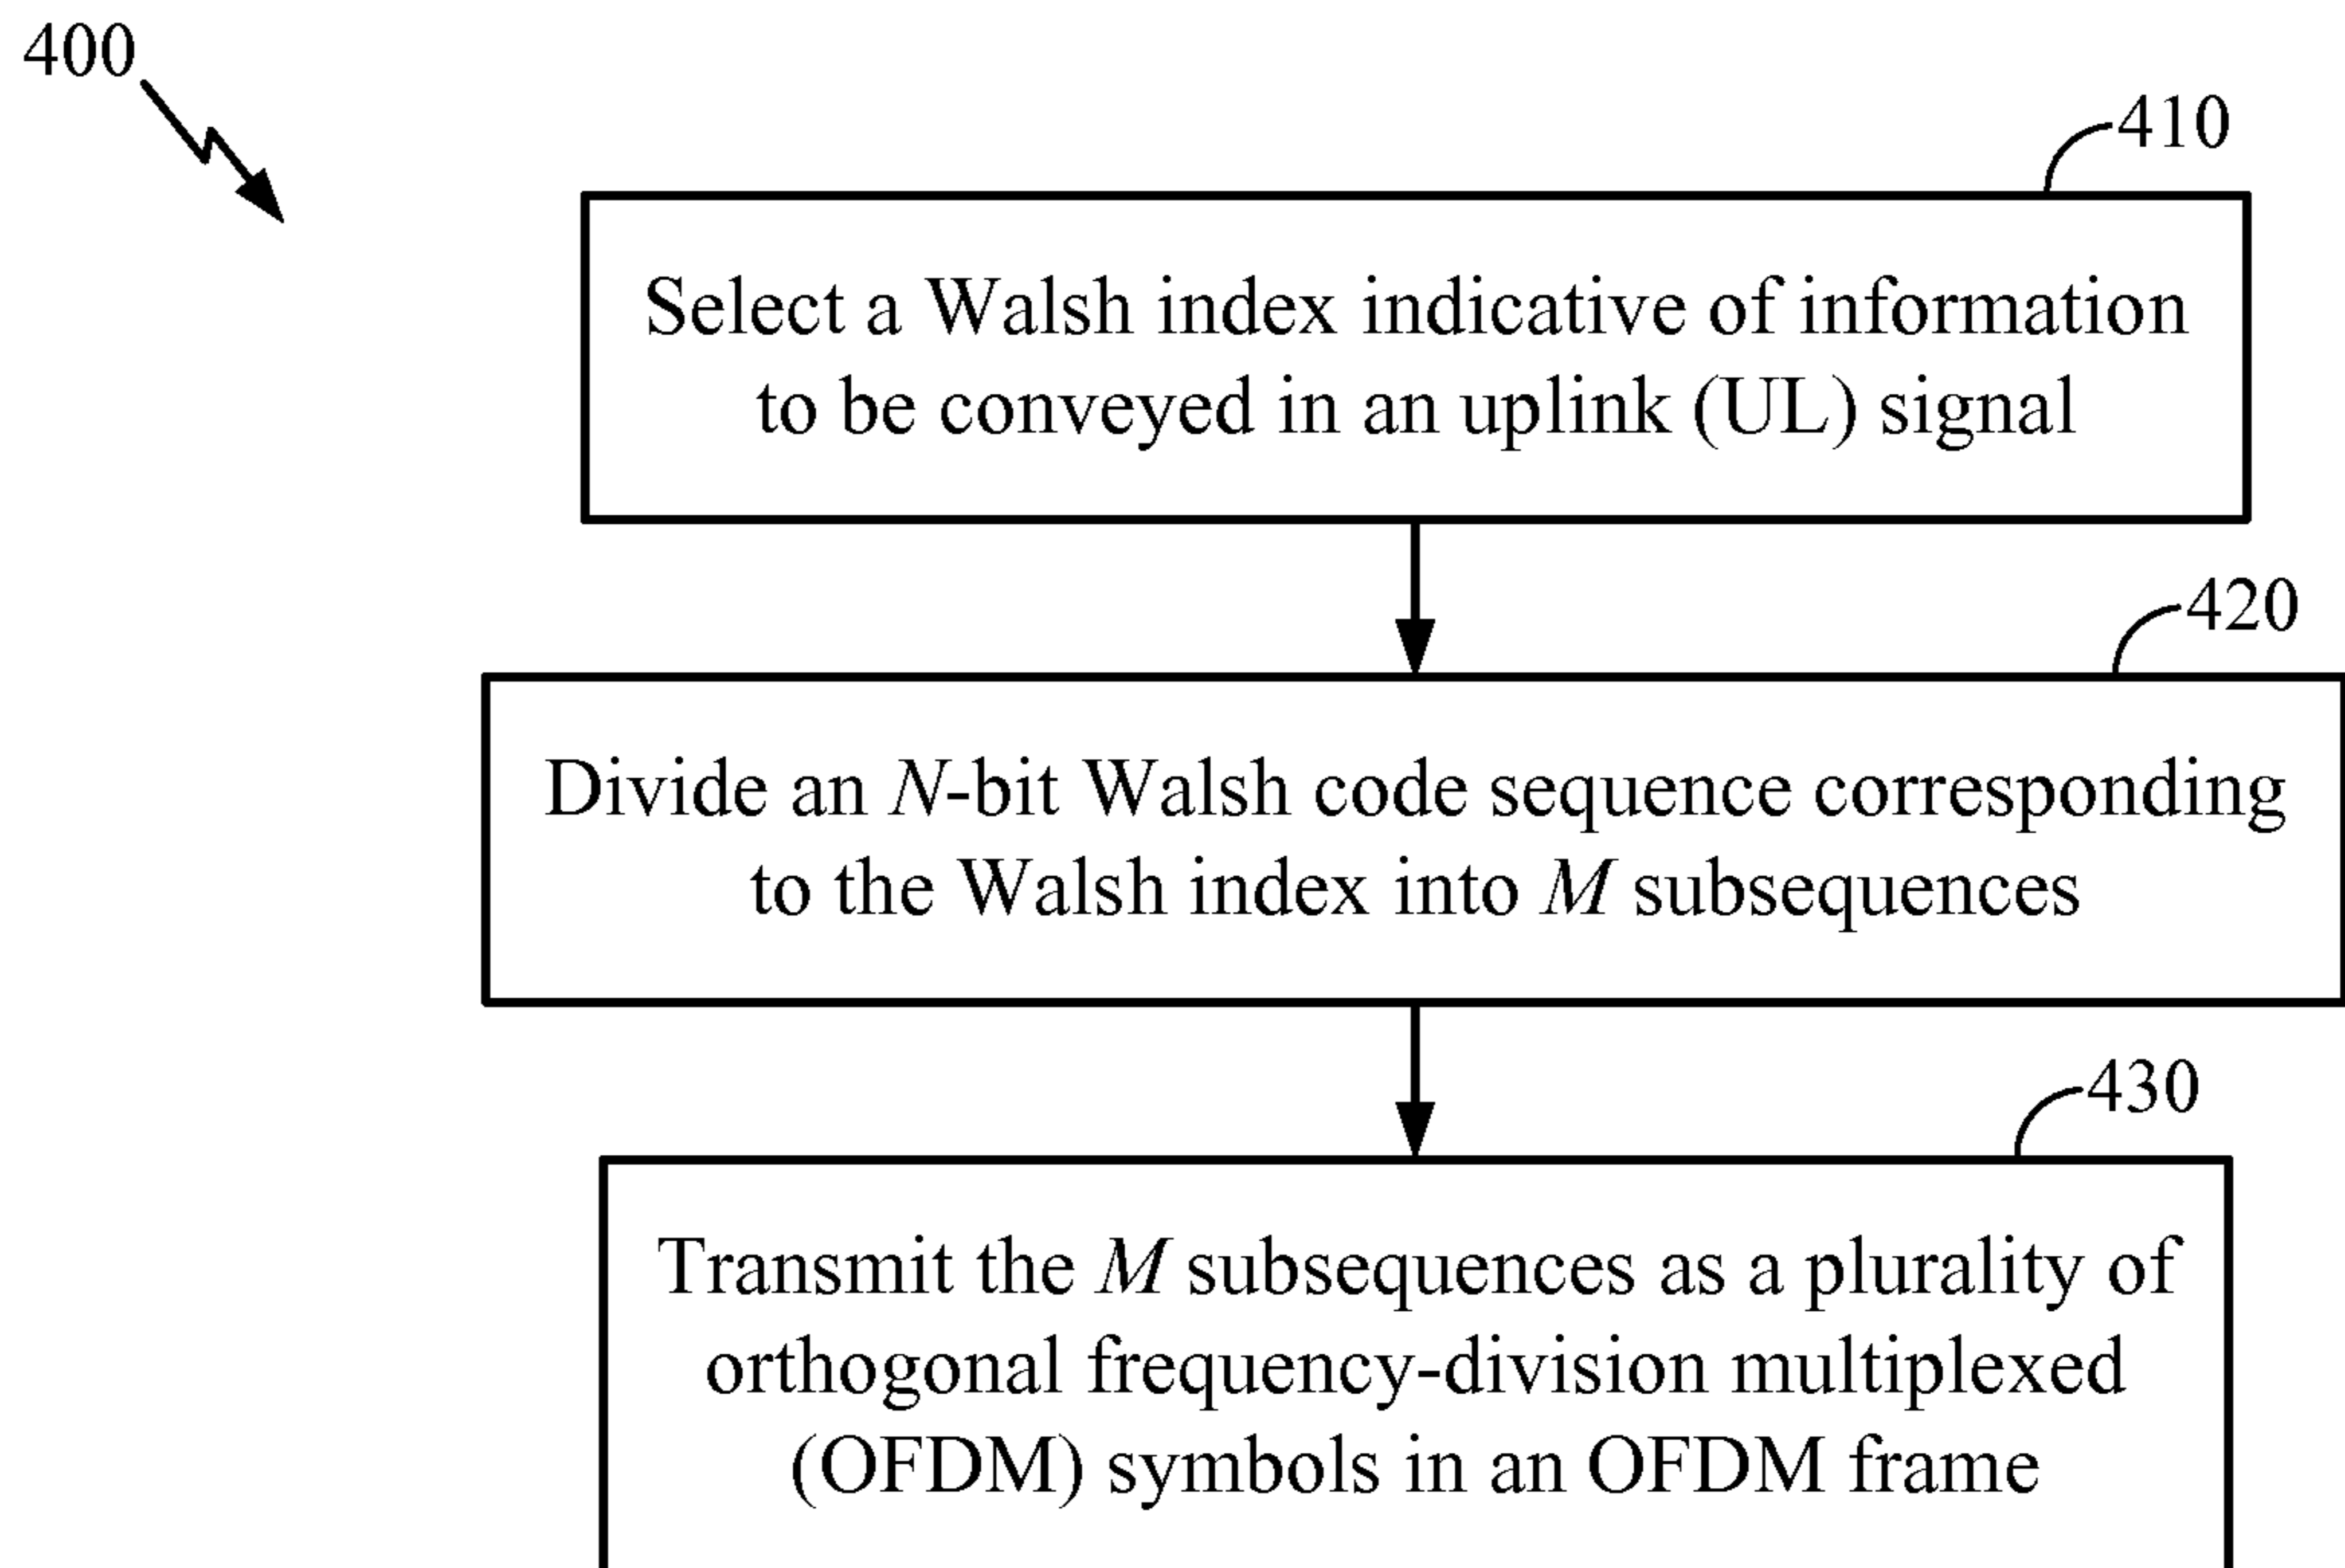 400
410
Select a Walsh index indicative of information
to be conveyed in an uplink (UL) signal
420
Divide an N-bit Walsh code sequence corresponding
to the Walsh index into M subsequences
430
Transmit the M subsequences as a plurality of
orthogonal frequency-division multiplexed
(OFDM) symbols in an OFDM frame